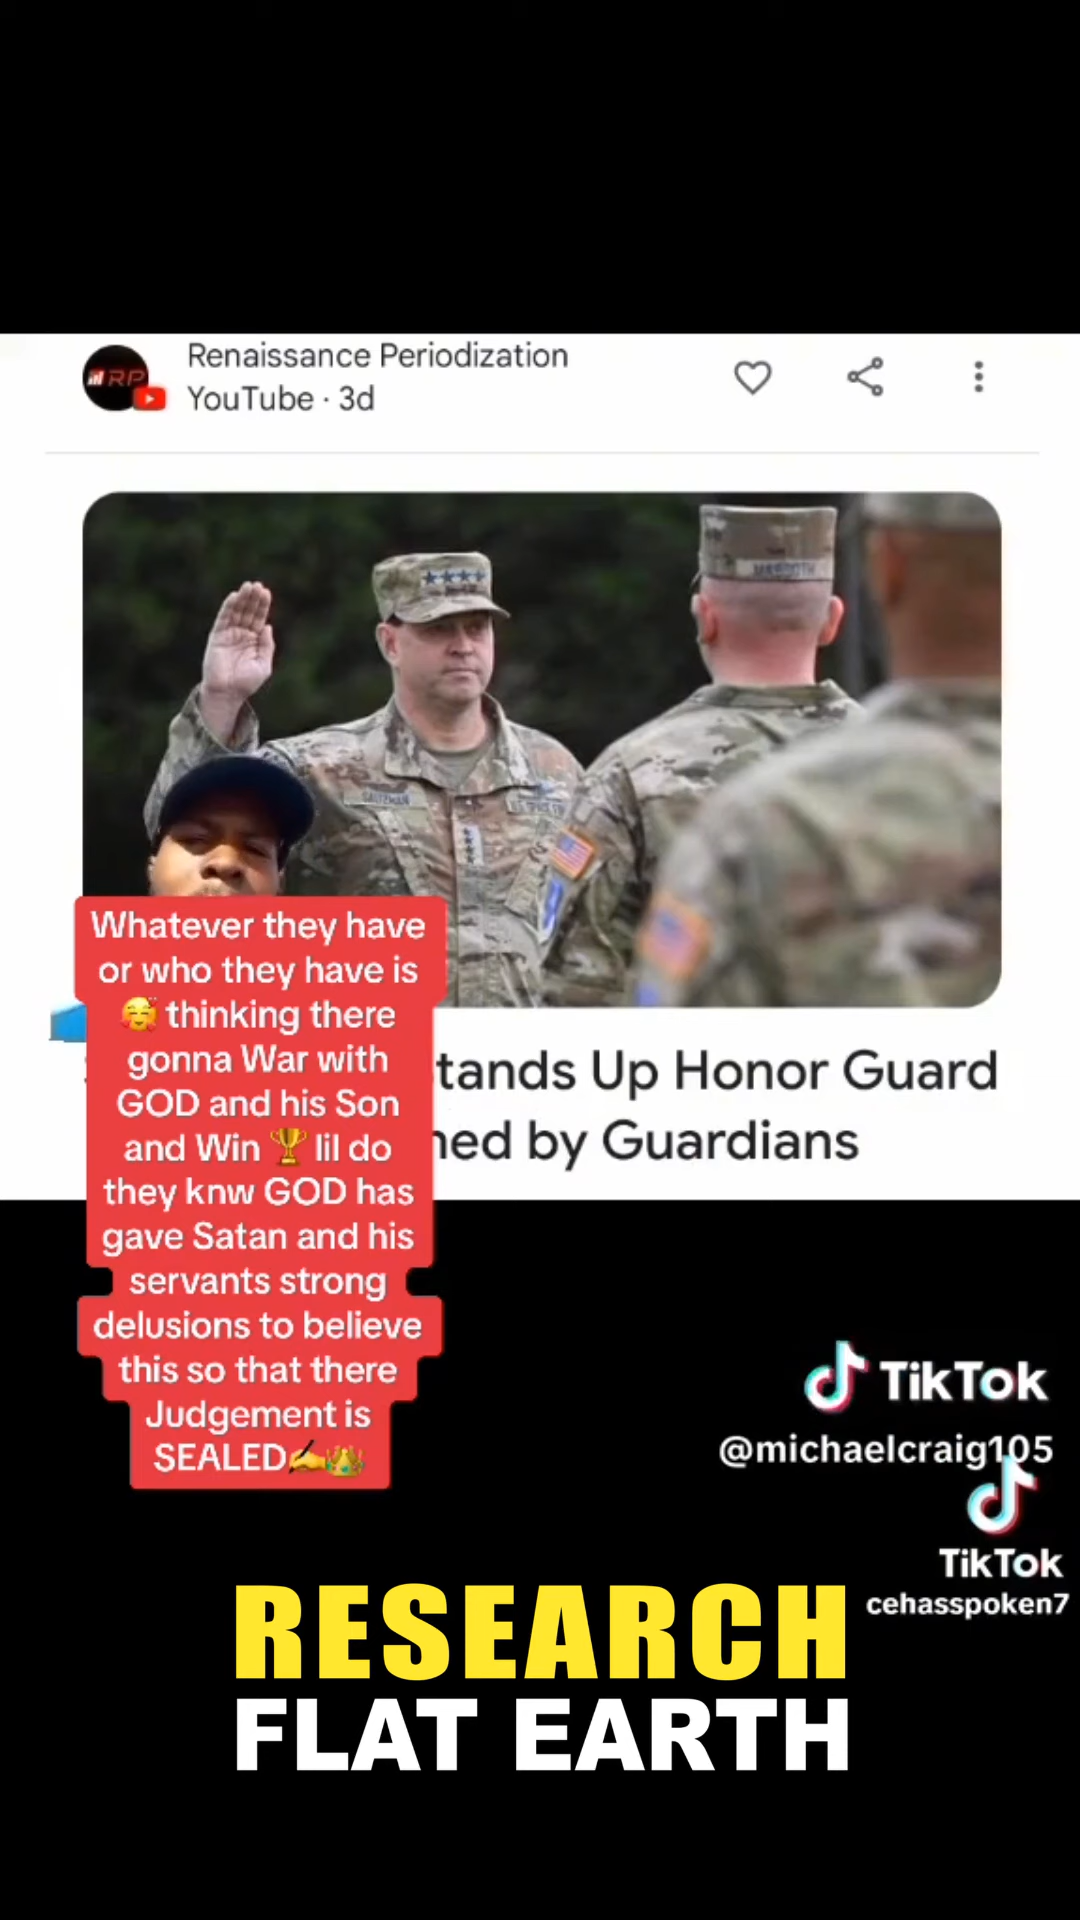 Renaissance Periodization
YouTube · 3d
RP
SALTZMAN
Whatever they have
or who they have is
🥰 thinking there
gonna War with
GOD and his Son
and Win 🏆 lil do
they knw GOD has
gave Satan and his
servants strong
delusions to believe
this so that there
Judgement is
SEALED✍️👑
tands Up Honor Guard
ned by Guardians
TikTok
@michaelcraig105
TikTok
cehasspoken7
RESEARCH
FLAT EARTH